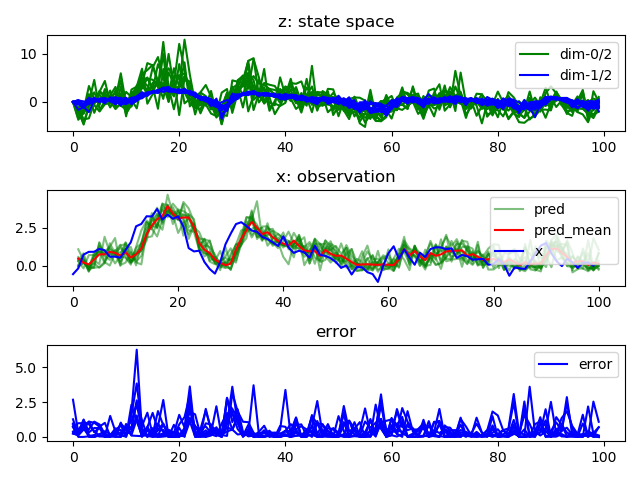 z: state space
10
0
dim-0/2
dim-1/2
0 20 40 60 80 100
x: observation
2.5
0.0
pred
pred_mean
x
0 20 40 60 80 100
error
5.0
2.5
0.0
error
0 20 40 60 80 100